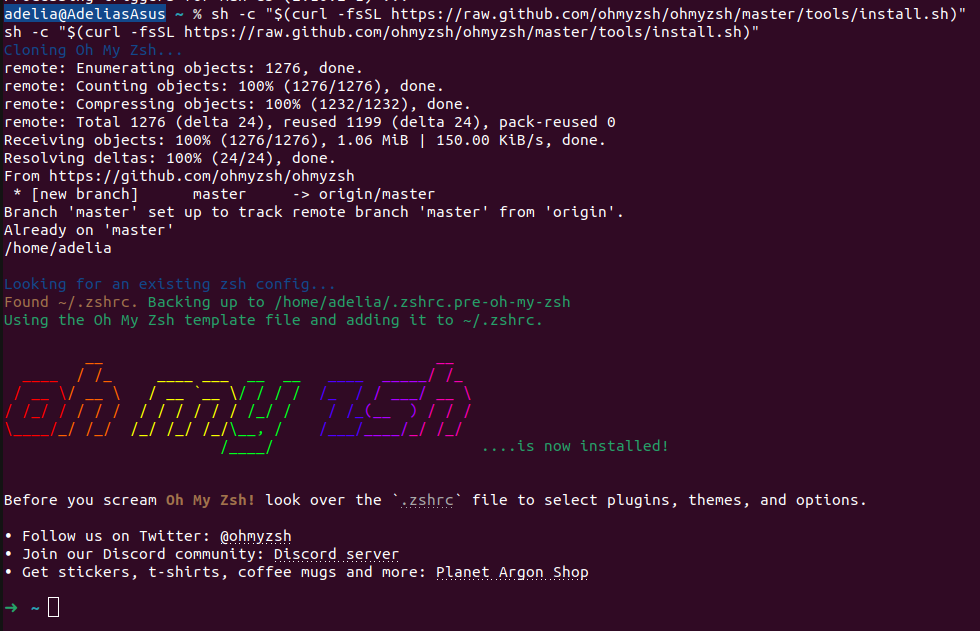 adelia@AdeliasAsus ~ % sh -c "$(curl -fsSL https://raw.github.com/ohmyzsh/ohmyzsh/master/tools/install.sh)"
sh -c "$(curl -fsSL https://raw.github.com/ohmyzsh/ohmyzsh/master/tools/install.sh)"
Cloning Oh My Zsh...
remote: Enumerating objects: 1276, done.
remote: Counting objects: 100% (1276/1276), done.
remote: Compressing objects: 100% (1232/1232), done.
remote: Total 1276 (delta 24), reused 1199 (delta 24), pack-reused 0
Receiving objects: 100% (1276/1276), 1.06 MiB | 150.00 KiB/s, done.
Resolving deltas: 100% (24/24), done.
From https://github.com/ohmyzsh/ohmyzsh
 * [new branch]      master     -> origin/master
Branch 'master' set up to track remote branch 'master' from 'origin'.
Already on 'master'
/home/adelia
Looking for an existing zsh config...
Found ~/.zshrc. Backing up to /home/adelia/.zshrc.pre-oh-my-zsh
Using the Oh My Zsh template file and adding it to ~/.zshrc.
oh my zsh
....is now installed!
Before you scream Oh My Zsh! look over the `.zshrc` file to select plugins, themes, and options.
• Follow us on Twitter: @ohmyzsh
• Join our Discord community: Discord server
• Get stickers, t-shirts, coffee mugs and more: Planet Argon Shop
➜ ~